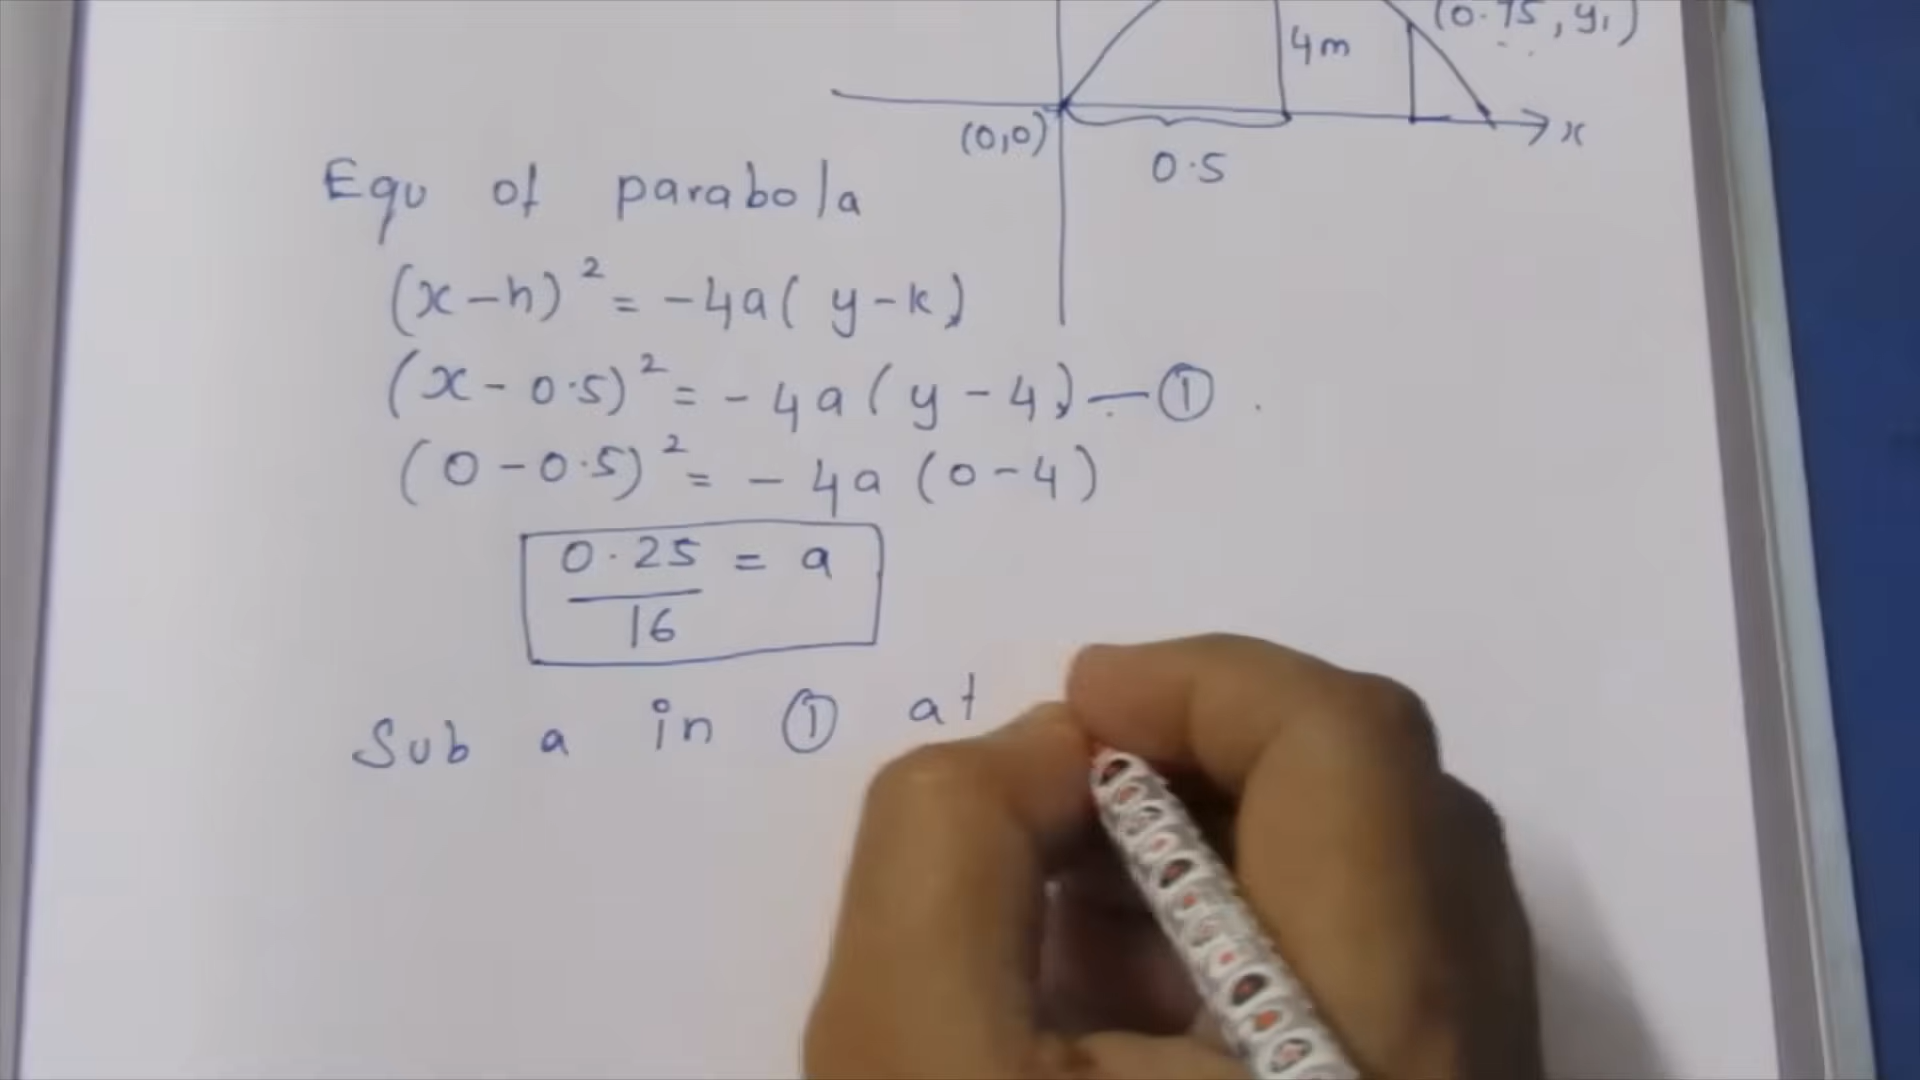 (0.75, y₁)
4m
(0,0)
x
0.5
Equ of parabola
(x-h)² = -4a(y-k)
(x-0.5)² = -4a(y-4) — ①
(0-0.5)² = -4a(0-4)
0.25/16 = a
Sub a in ① at